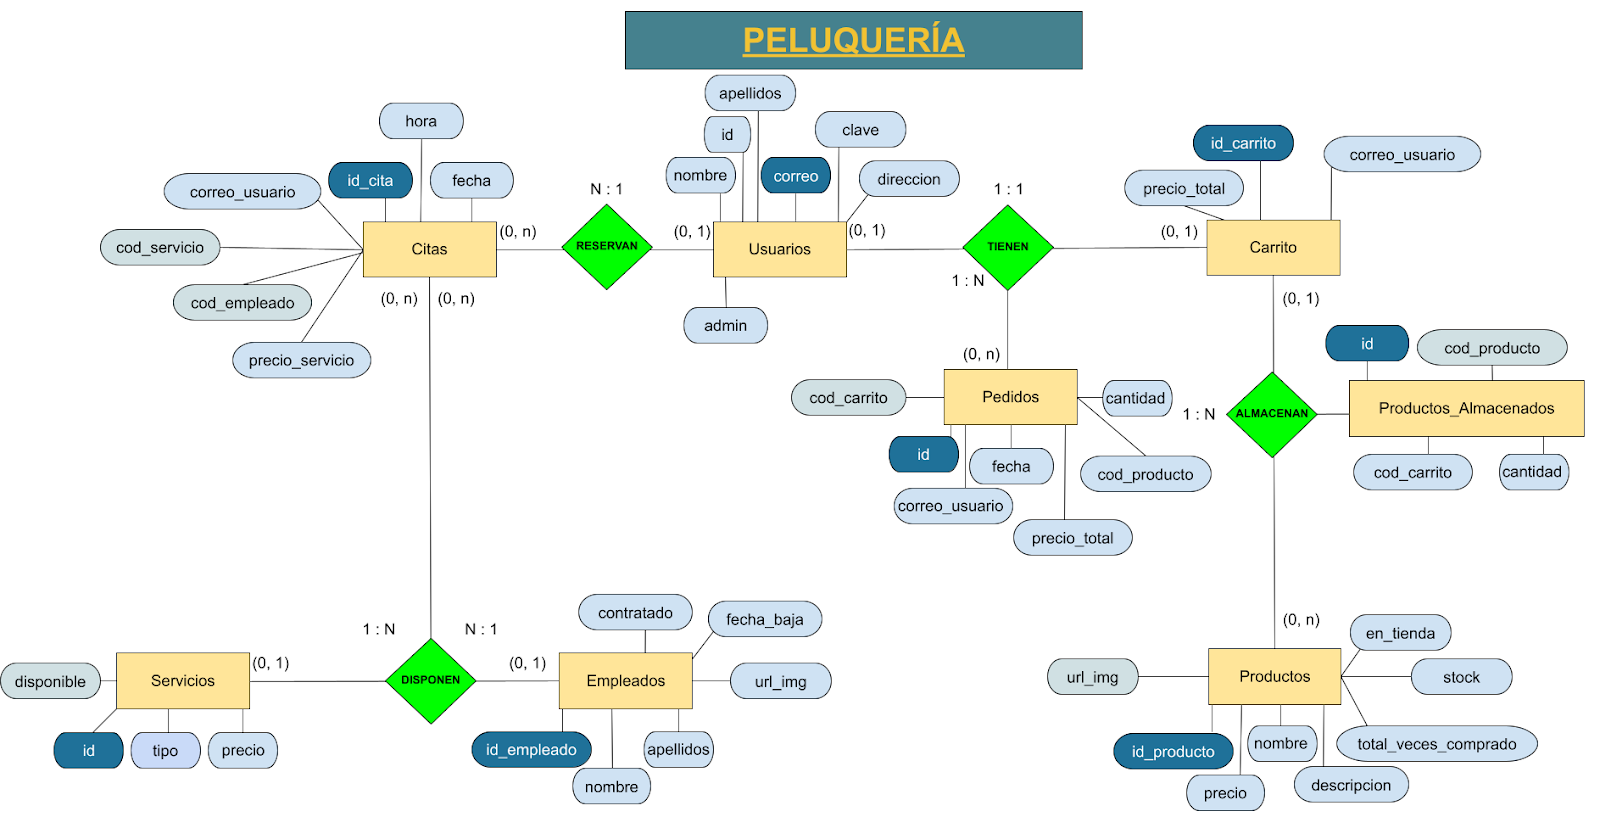 PELUQUERÍA
apellidos
hora
id
clave
id_carrito
correo_usuario
nombre
correo
direccion
id_cita
fecha
correo_usuario
precio_total
N : 1
1 : 1
cod_servicio
Citas
(0, n)
RESERVAN
(0, 1)
Usuarios
(0, 1)
TIENEN
(0, 1)
Carrito
cod_empleado
(0, n)
(0, n)
1 : N
(0, 1)
precio_servicio
admin
(0, n)
id
cod_producto
cod_carrito
Pedidos
cantidad
1 : N
ALMACENAN
Productos_Almacenados
id
fecha
cod_producto
cod_carrito
cantidad
correo_usuario
precio_total
contratado
fecha_baja
(0, n)
en_tienda
1 : N
N : 1
disponible
Servicios
(0, 1)
DISPONEN
(0, 1)
Empleados
url_img
url_img
Productos
stock
id
tipo
precio
id_empleado
apellidos
nombre
id_producto
nombre
total_veces_comprado
precio
descripcion